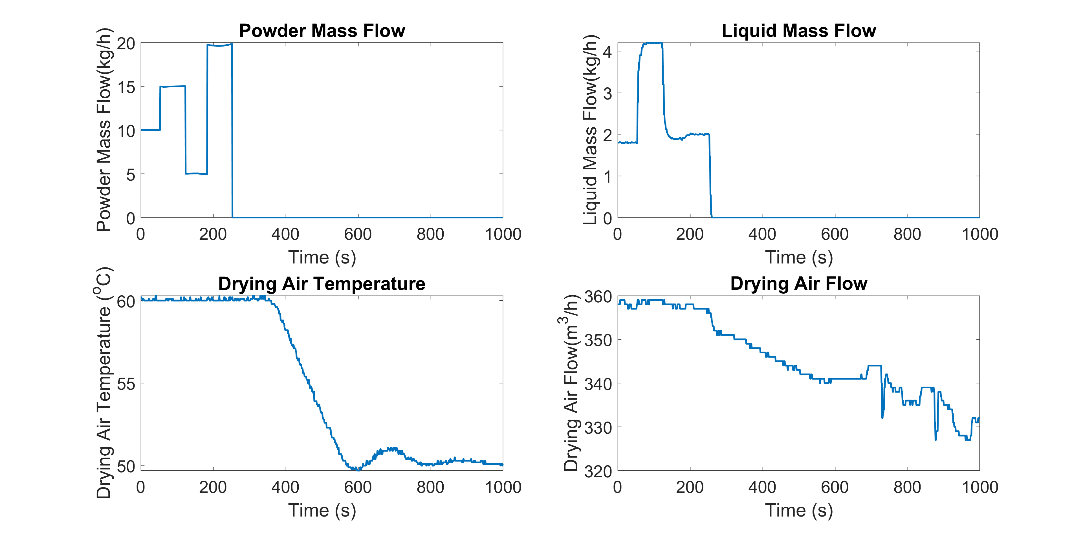 Powder Mass Flow
Powder Mass Flow(kg/h)
20
15
10
5
0
0 200 400 600 800 1000
Time (s)
Liquid Mass Flow
Liquid Mass Flow(kg/h)
4
3
2
1
0
0 200 400 600 800 1000
Time (s)
Drying Air Temperature
Drying Air Temperature (°C)
60
55
50
0 200 400 600 800 1000
Time (s)
Drying Air Flow
Drying Air Flow(m³/h)
360
350
340
330
320
0 200 400 600 800 1000
Time (s)